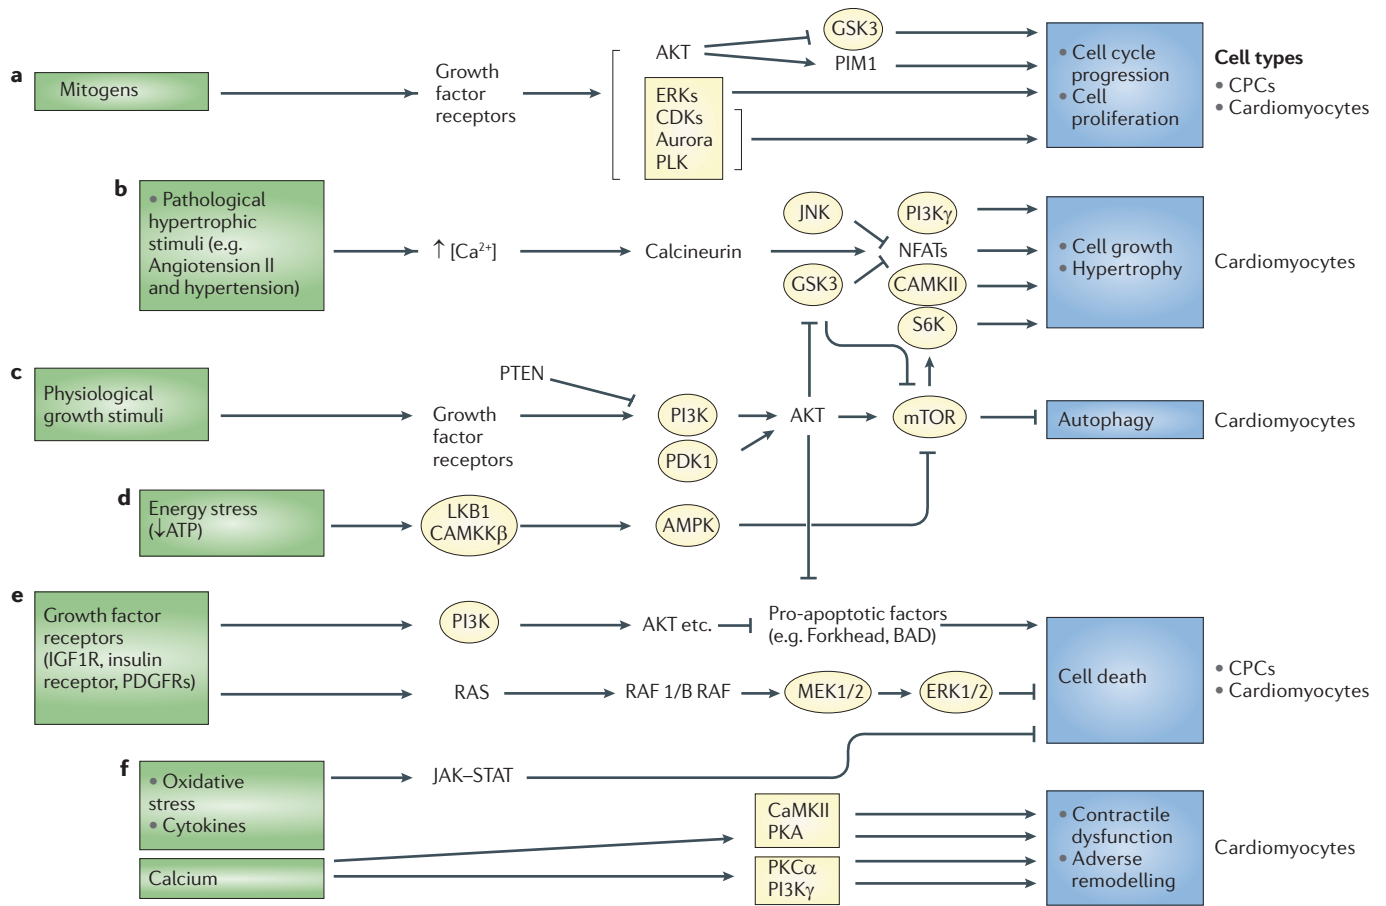 a
Mitogens
Growth
factor
receptors
AKT
GSK3
PIM1
ERKs
CDKs
Aurora
PLK
• Cell cycle
progression
• Cell
proliferation
Cell types
• CPCs
• Cardiomyocytes
b
• Pathological
hypertrophic
stimuli (e.g.
Angiotension II
and hypertension)
↑ [Ca²⁺]
Calcineurin
JNK
GSK3
PI3Kγ
NFATs
CAMKII
S6K
• Cell growth
• Hypertrophy
Cardiomyocytes
c
Physiological
growth stimuli
Growth
factor
receptors
PTEN
PI3K
PDK1
AKT
mTOR
Autophagy
Cardiomyocytes
d
Energy stress
(↓ATP)
LKB1
CAMKKβ
AMPK
e
Growth factor
receptors
(IGF1R, insulin
receptor, PDGFRs)
PI3K
AKT etc.
Pro-apoptotic factors
(e.g. Forkhead, BAD)
RAS
RAF 1/B RAF
MEK1/2
ERK1/2
Cell death
• CPCs
• Cardiomyocytes
f
• Oxidative
stress
• Cytokines
JAK–STAT
Calcium
CaMKII
PKA
PKCα
PI3Kγ
• Contractile
dysfunction
• Adverse
remodelling
Cardiomyocytes